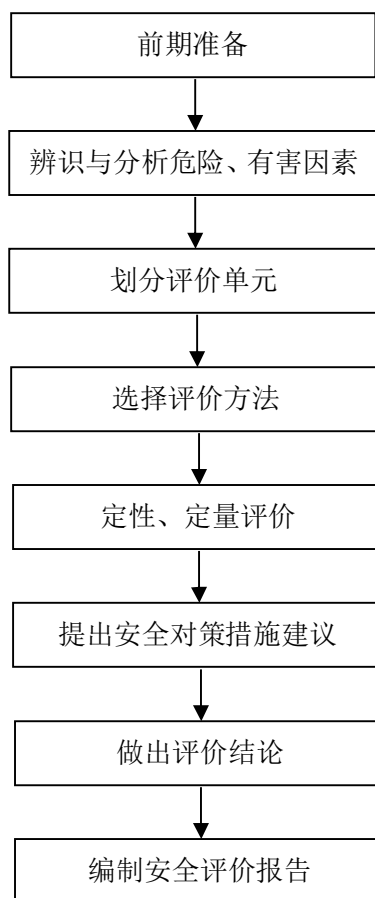 前期准备
辨识与分析危险、有害因素
划分评价单元
选择评价方法
定性、定量评价
提出安全对策措施建议
做出评价结论
编制安全评价报告